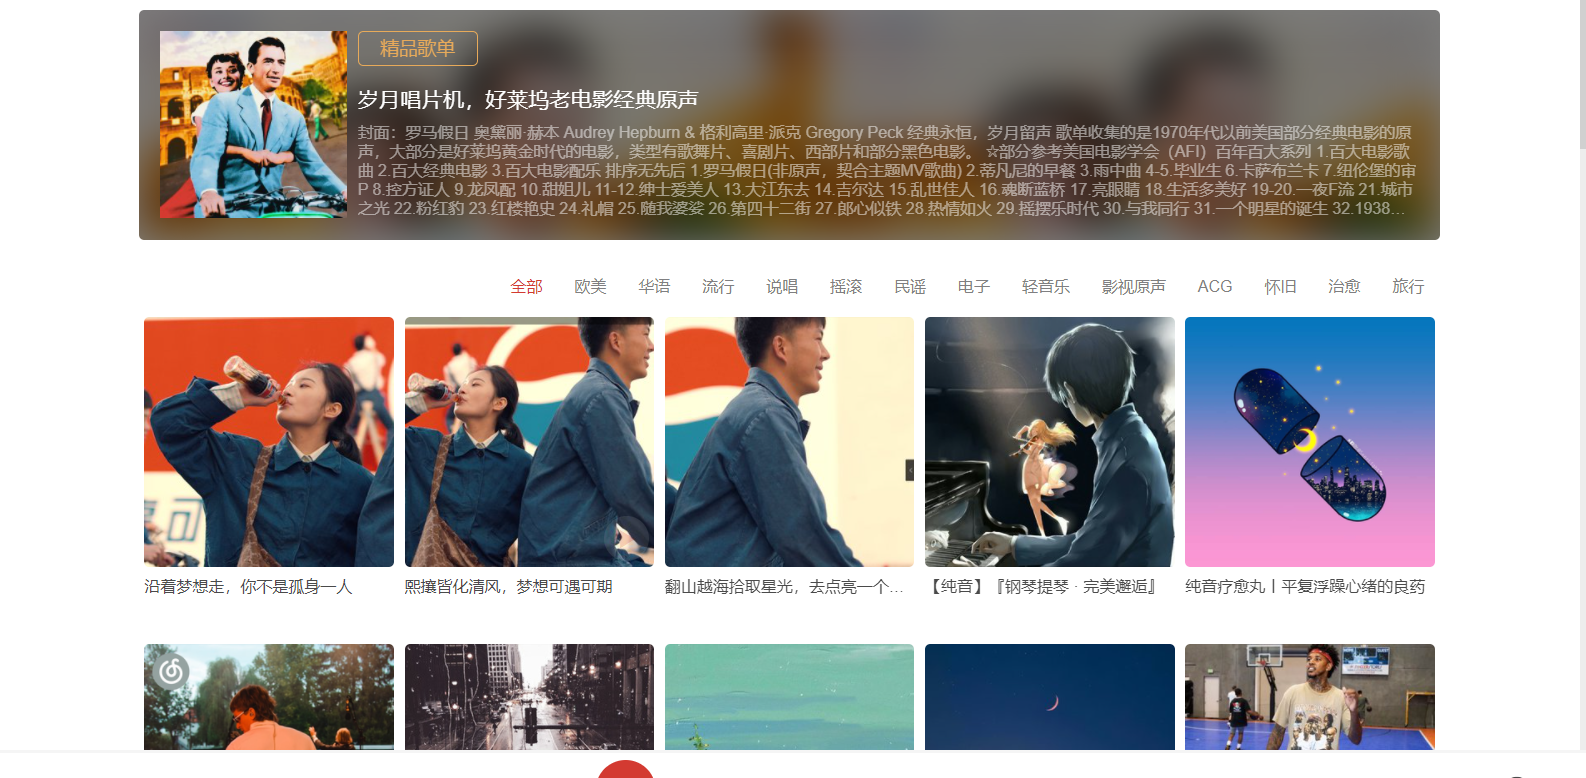 精品歌单
岁月唱片机，好莱坞老电影经典原声
封面：罗马假日 奥黛丽·赫本 Audrey Hepburn & 格利高里·派克 Gregory Peck 经典永恒，岁月留声 歌单收集的是1970年代以前美国部分经典电影的原
声，大部分是好莱坞黄金时代的电影，类型有歌舞片、喜剧片、西部片和部分黑色电影。 ☆部分参考美国电影学会（AFI）百年百大系列 1.百大电影歌
曲 2.百大经典电影 3.百大电影配乐 排序无先后 1.罗马假日(非原声，契合主题MV歌曲) 2.蒂凡尼的早餐 3.雨中曲 4-5.毕业生 6.卡萨布兰卡 7.纽伦堡的审
P 8.控方证人 9.龙凤配 10.甜姐儿 11-12.绅士爱美人 13.大江东去 14.吉尔达 15.乱世佳人 16.魂断蓝桥 17.亮眼睛 18.生活多美好 19-20.一夜F流 21.城市
之光 22.粉红豹 23.红楼艳史 24.礼帽 25.随我婆娑 26.第四十二街 27.郎心似铁 28.热情如火 29.摇摆乐时代 30.与我同行 31.一个明星的诞生 32.1938...
全部 欧美 华语 流行 说唱 摇滚 民谣 电子 轻音乐 影视原声 ACG 怀旧 治愈 旅行
沿着梦想走，你不是孤身一人
熙攘皆化清风，梦想可遇可期
翻山越海拾取星光，去点亮一个...
【纯音】『钢琴提琴 · 完美邂逅』
纯音疗愈丸丨平复浮躁心绪的良药